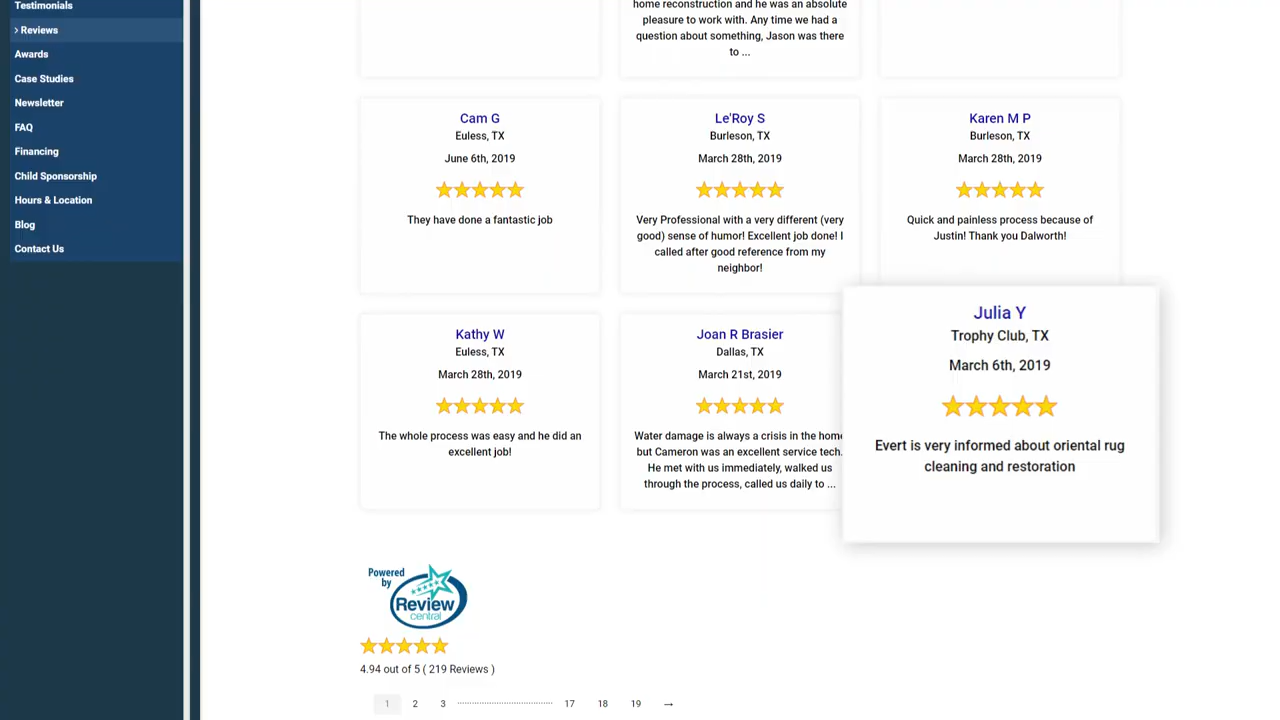 Testimonials
> Reviews
Awards
Case Studies
Newsletter
FAQ
Financing
Child Sponsorship
Hours & Location
Blog
Contact Us
home reconstruction and he was an absolute
pleasure to work with. Any time we had a
question about something, Jason was there
to ...
Cam G
Euless, TX
June 6th, 2019
They have done a fantastic job
Le'Roy S
Burleson, TX
March 28th, 2019
Very Professional with a very different (very
good) sense of humor! Excellent job done! I
called after good reference from my
neighbor!
Karen M P
Burleson, TX
March 28th, 2019
Quick and painless process because of
Justin! Thank you Dalworth!
Kathy W
Euless, TX
March 28th, 2019
The whole process was easy and he did an
excellent job!
Joan R Brasier
Dallas, TX
March 21st, 2019
Water damage is always a crisis in the home
but Cameron was an excellent service tech.
He met with us immediately, walked us
through the process, called us daily to ...
Julia Y
Trophy Club, TX
March 6th, 2019
Evert is very informed about oriental rug
cleaning and restoration
Powered
by
Review
central
4.94 out of 5 ( 219 Reviews )
1 2 3 17 18 19 →